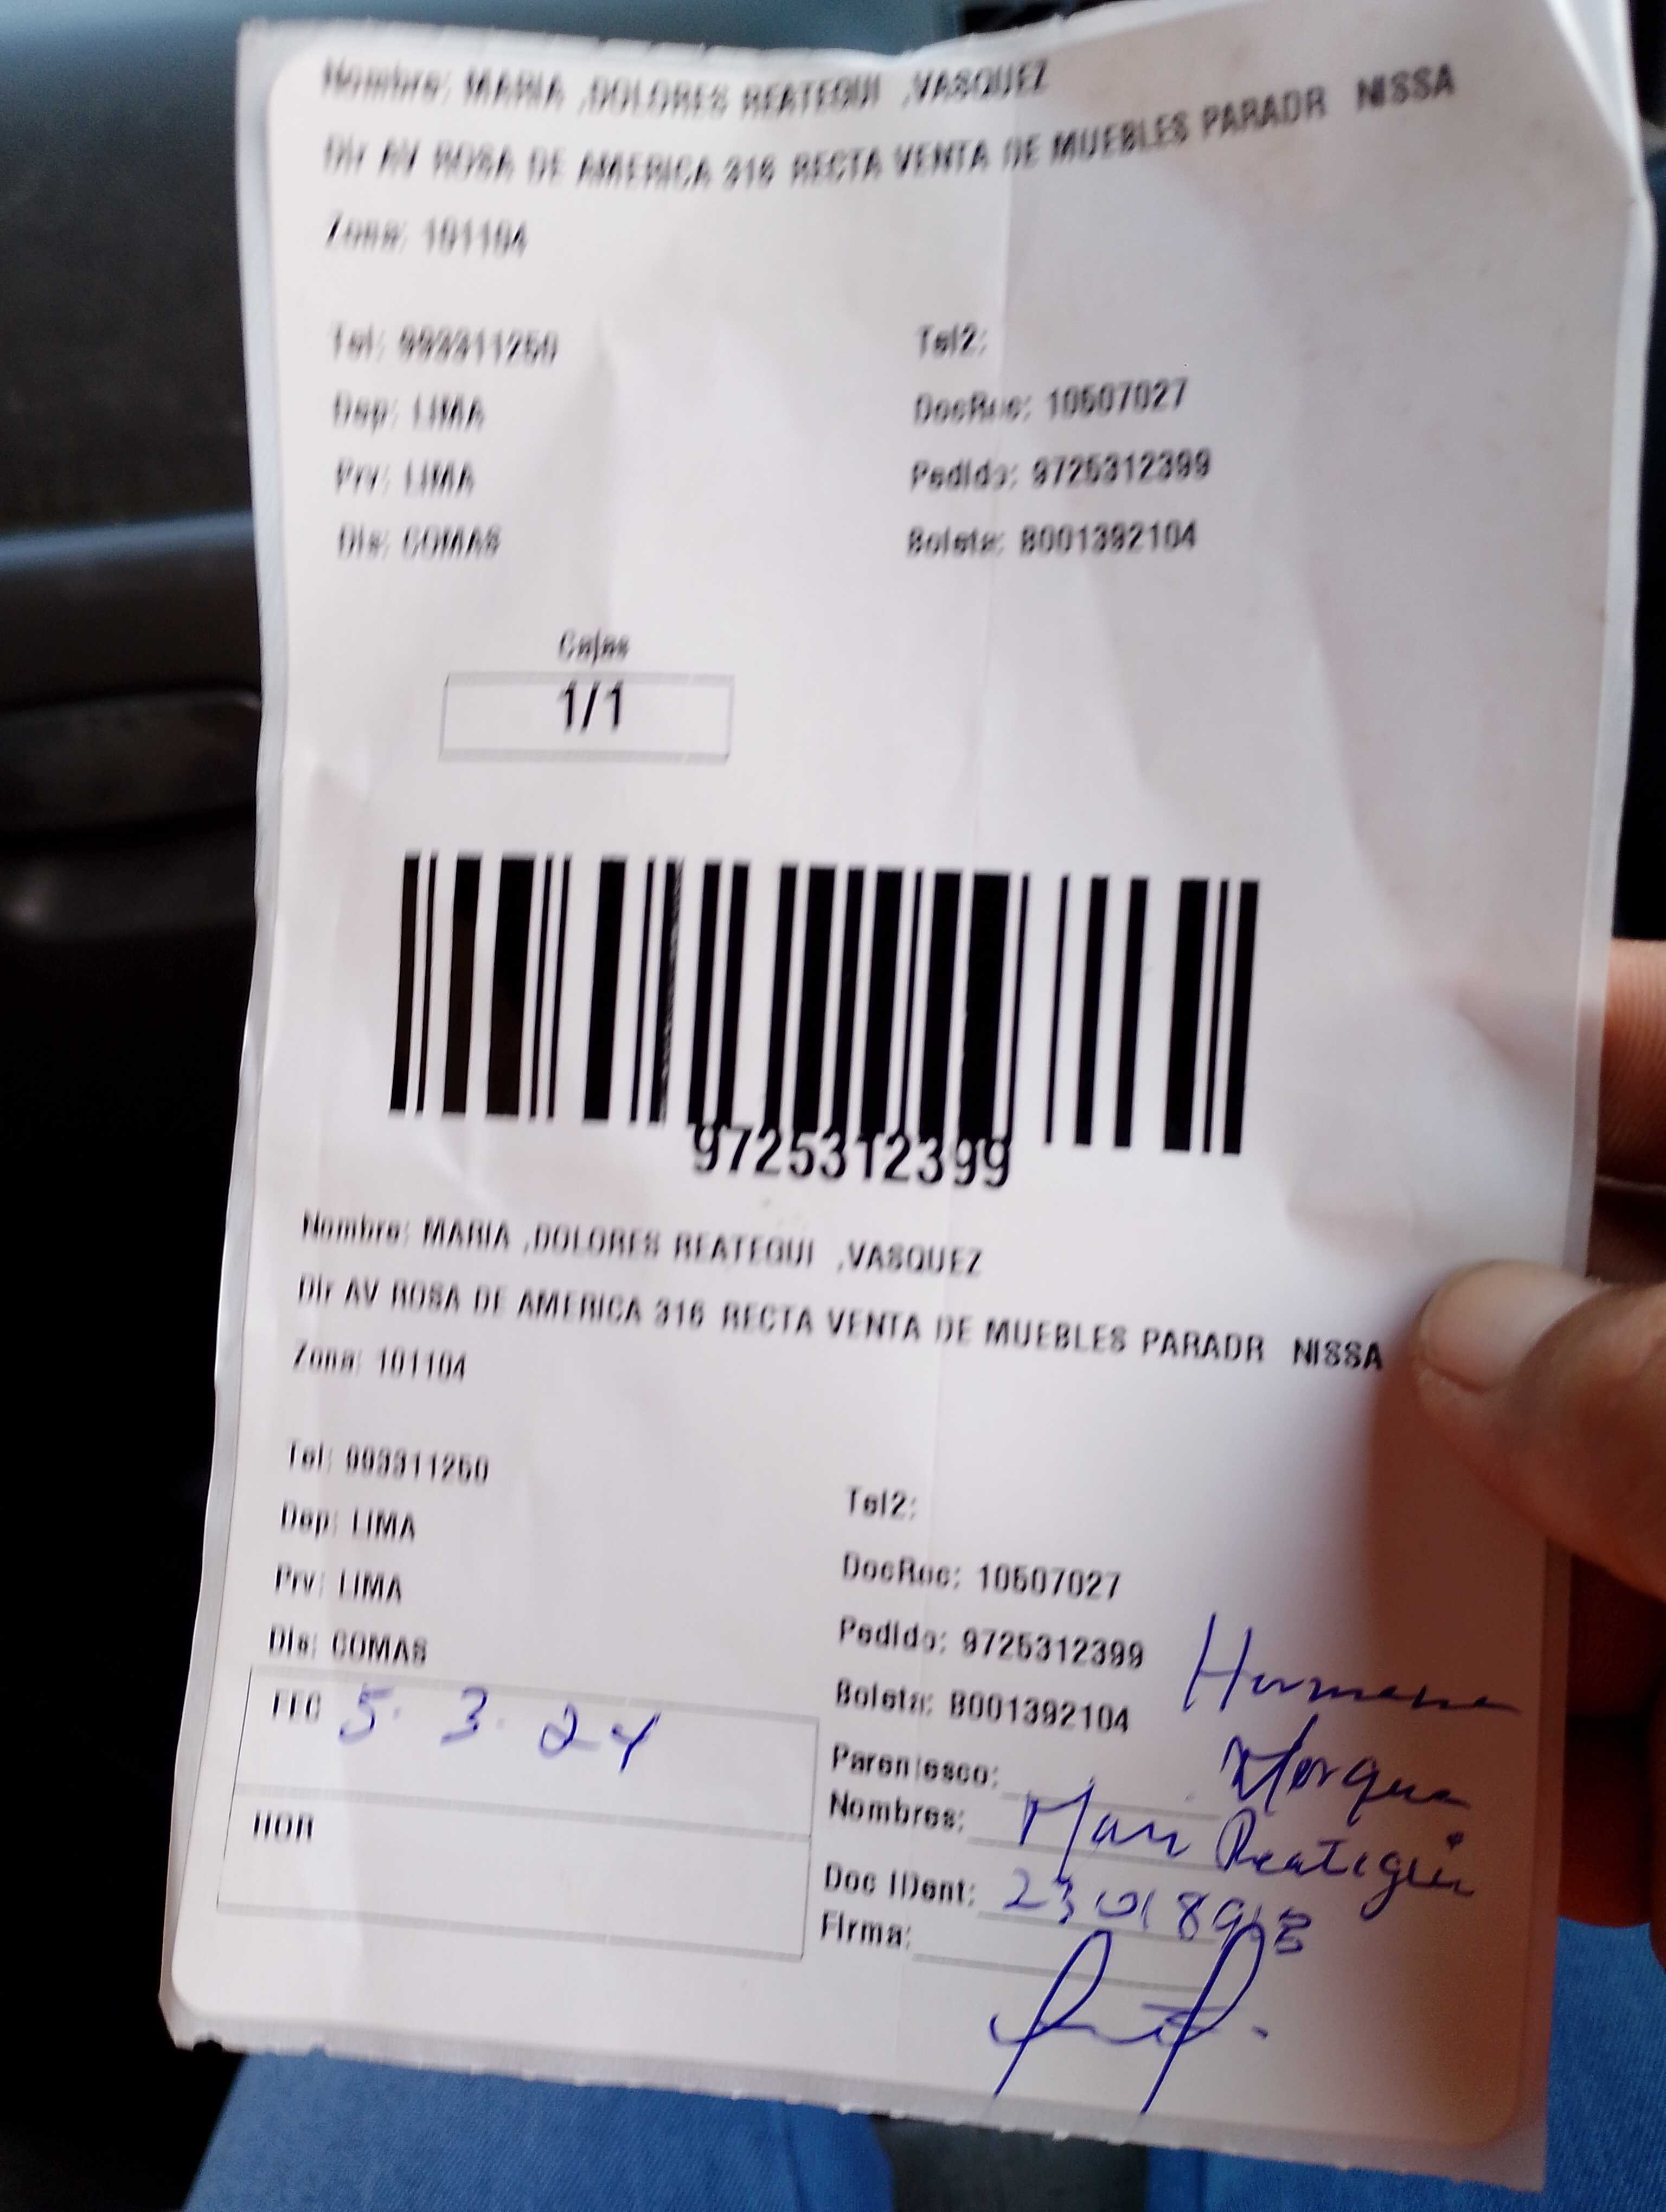 Nombre: MARIA ,DOLORES REATEGUI ,VASQUEZ
Dir AV ROSA DE AMERICA 316 RECTA VENTA DE MUEBLES PARADR NISSA
Zona: 101104
Tel: 993311250 Tel2:
Dep: LIMA DocRuc: 10507027
Prv: LIMA Pedido: 9725312399
Dis: COMAS Boleta: B001392104
Cajas
1/1
9725312399
Nombre: MARIA ,DOLORES REATEGUI ,VASQUEZ
Dir AV ROSA DE AMERICA 316 RECTA VENTA DE MUEBLES PARADR NISSA
Zona: 101104
Tel: 993311250 Tel2:
Dep: LIMA DocRuc: 10507027
Prv: LIMA Pedido: 9725312399
Dis: COMAS Boleta: B001392104
FEC 5. 3. 24
Parentesco: Hermana
HOR
Nombres: Reategui
Doc IDent:
Firma: